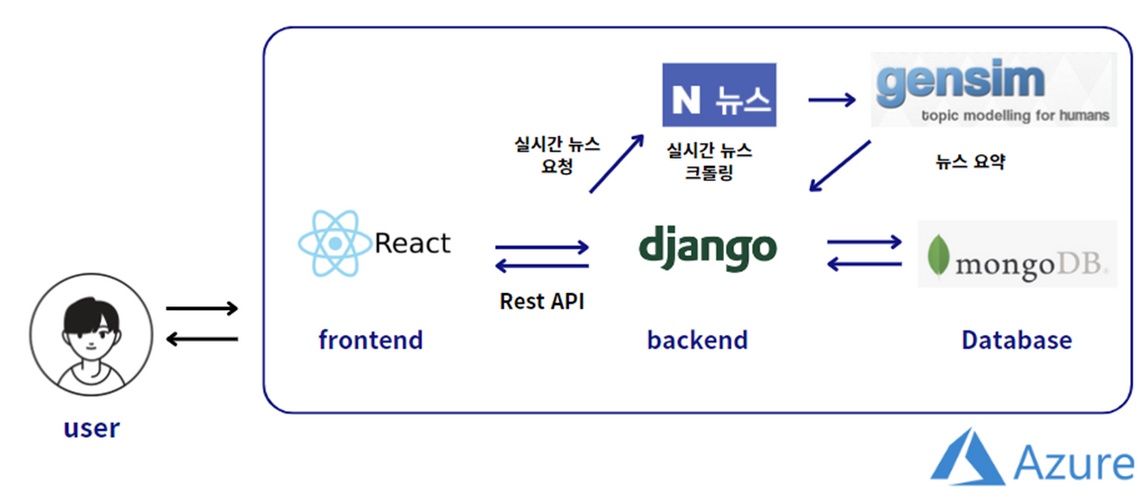 N 뉴스
gensim
topic modelling for humans
실시간 뉴스
요청
실시간 뉴스
크돌링
뉴스 요약
React
django
mongoDB.
Rest API
frontend
backend
Database
user
Azure